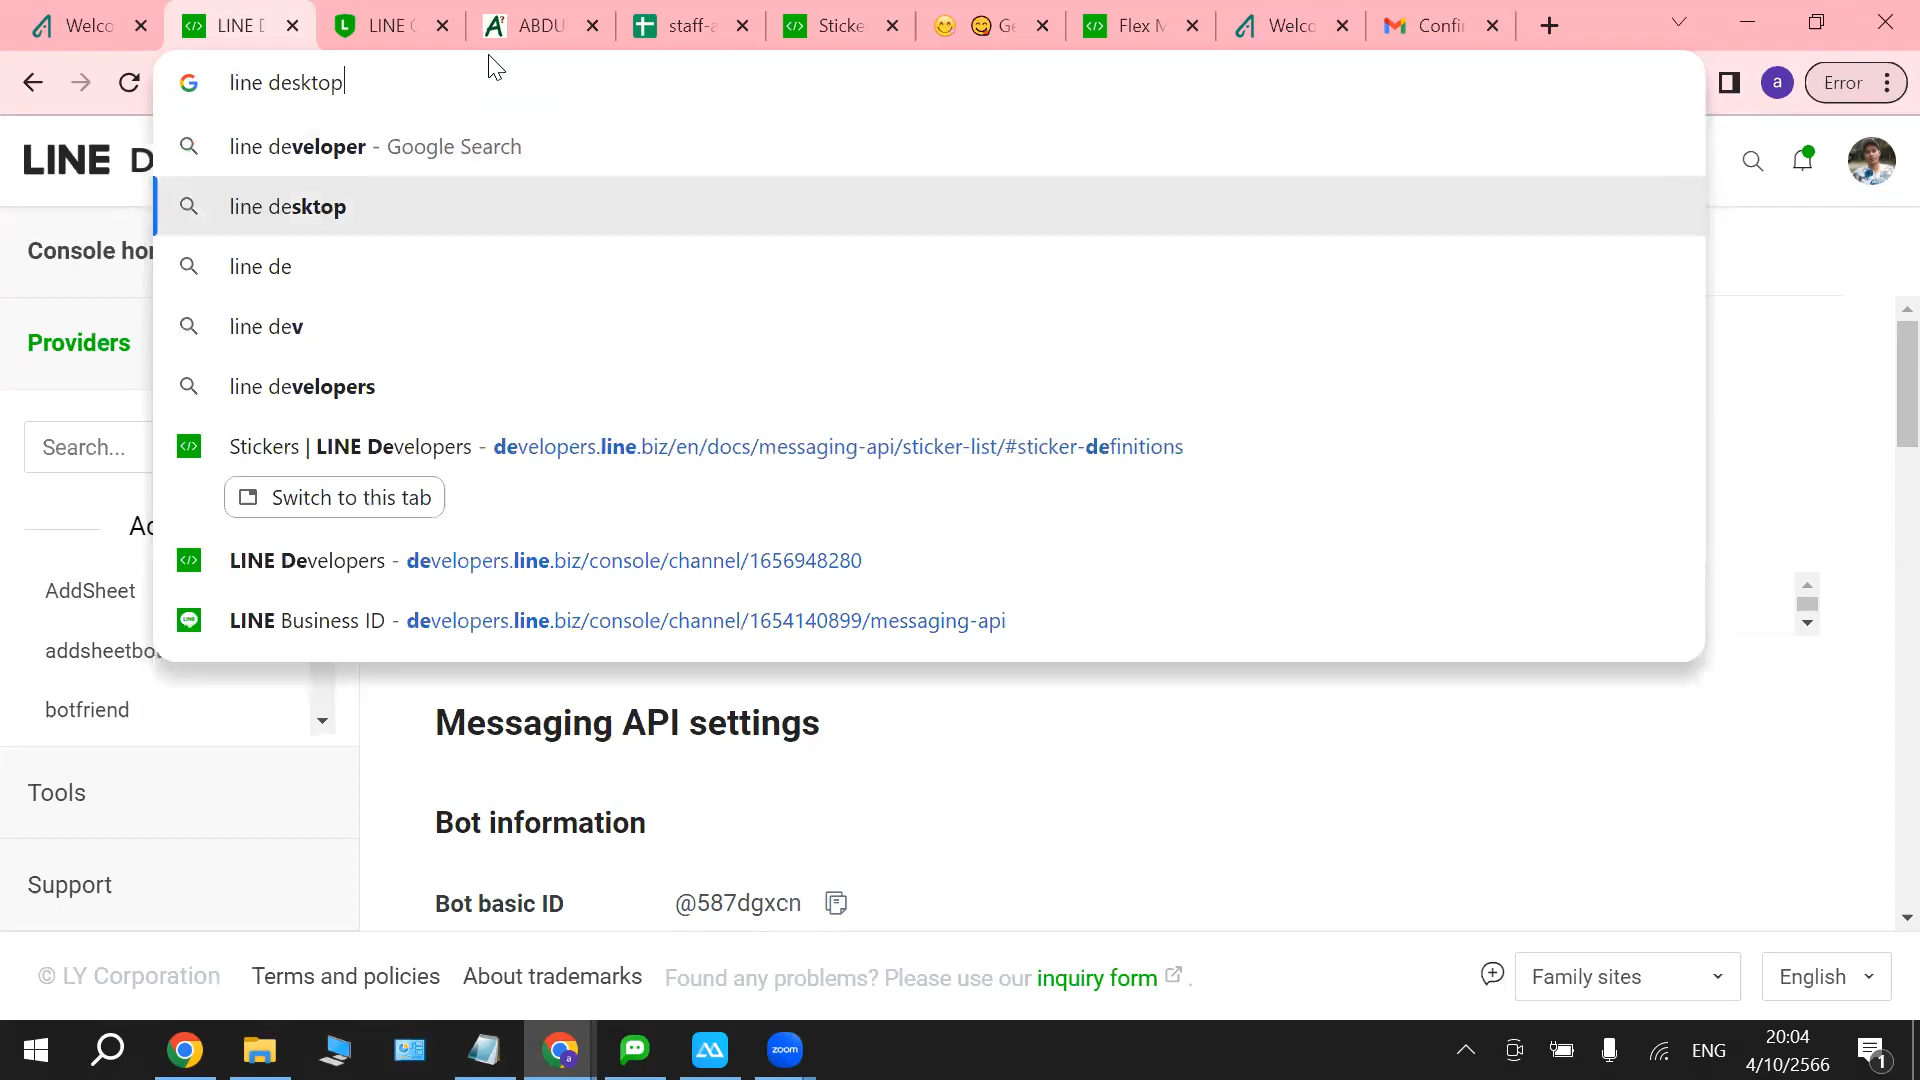 Welco
LINE D
LINE
ABDU
staff-a
Sticke
Ge
Flex M
Welco
Confir
line desktop
a
Error
line developer - Google Search
line desktop
line de
line dev
line developers
Stickers | LINE Developers - developers.line.biz/en/docs/messaging-api/sticker-list/#sticker-definitions
Switch to this tab
LINE Developers - developers.line.biz/console/channel/1656948280
LINE Business ID - developers.line.biz/console/channel/1654140899/messaging-api
LINE D
Console hom
Providers
Search...
Ad
AddSheet
addsheetbo
botfriend
Tools
Support
Messaging API settings
Bot information
Bot basic ID @587dgxcn
© LY Corporation Terms and policies About trademarks Found any problems? Please use our inquiry form .
Family sites
English
zoom
ENG
20:04
4/10/2566
1